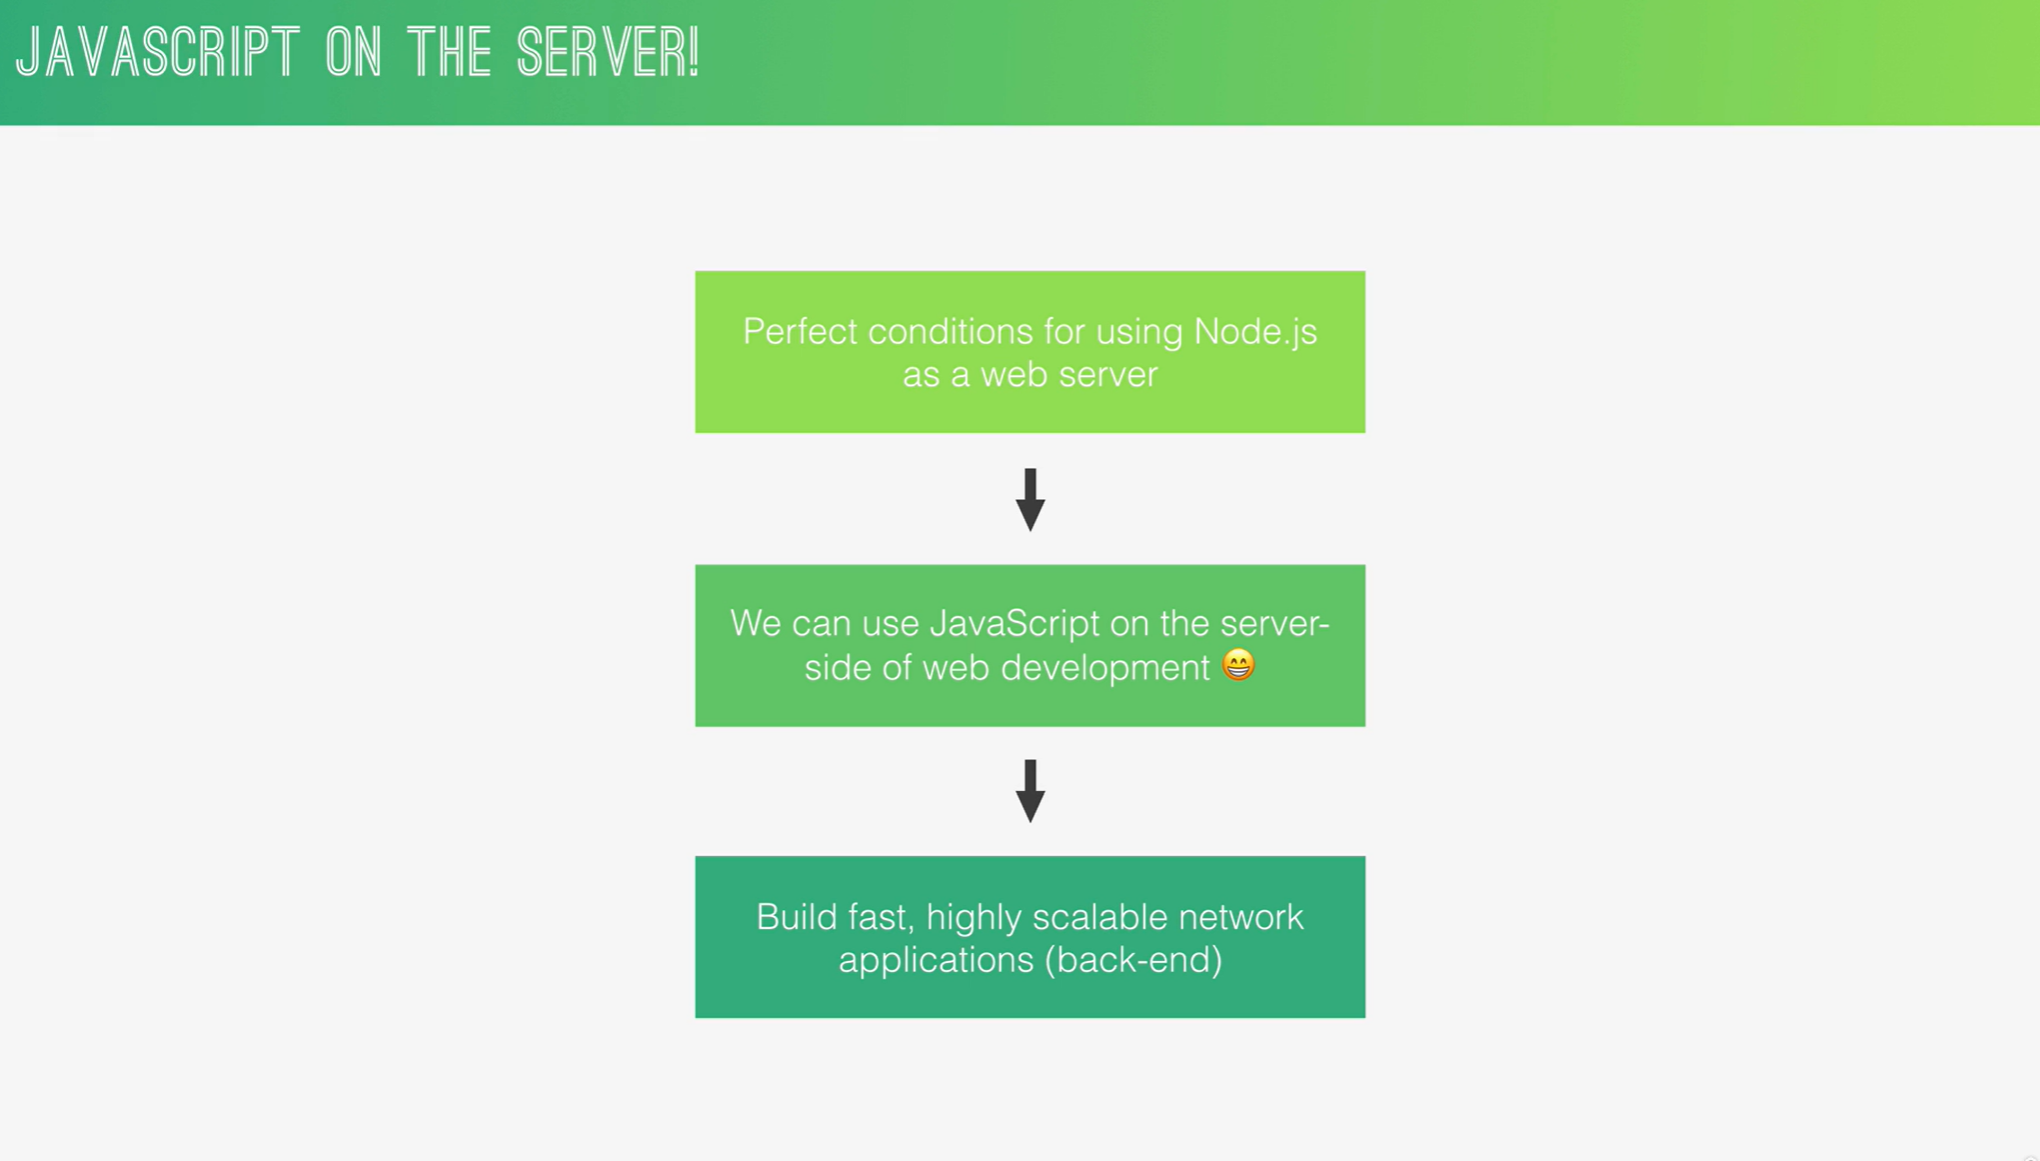 JAVASCRIPT ON THE SERVER!
Perfect conditions for using Node.js
as a web server
We can use JavaScript on the server-
side of web development 😁
Build fast, highly scalable network
applications (back-end)